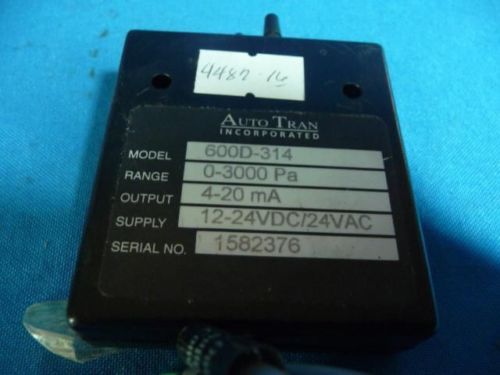 4487-16
AUTO TRAN
INCORPORATED
MODEL 600D-314
RANGE 0-3000 Pa
OUTPUT 4-20 mA
SUPPLY 12-24VDC/24VAC
SERIAL NO. 1582376